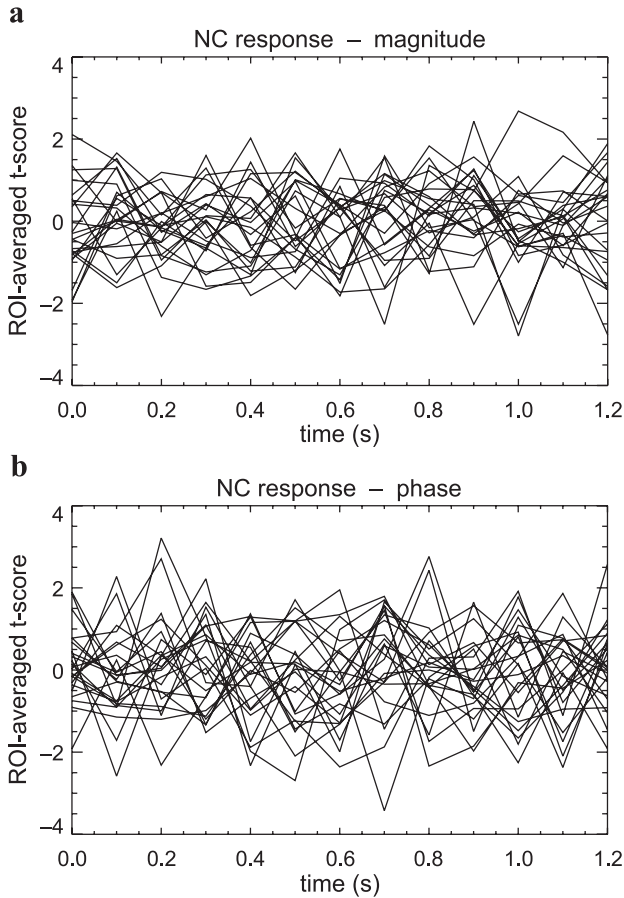 a
NC response – magnitude
ROI-averaged t-score
4
2
0
–2
–4
0.0 0.2 0.4 0.6 0.8 1.0 1.2
time (s)
b
NC response – phase
ROI-averaged t-score
4
2
0
–2
–4
0.0 0.2 0.4 0.6 0.8 1.0 1.2
time (s)